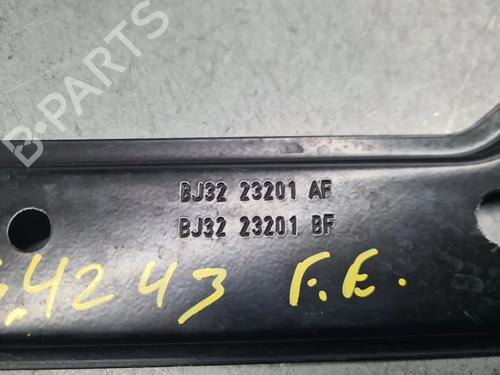 B-PARTS
BJ32 23201 AF
BJ32 23201 BF
4243 F.E.